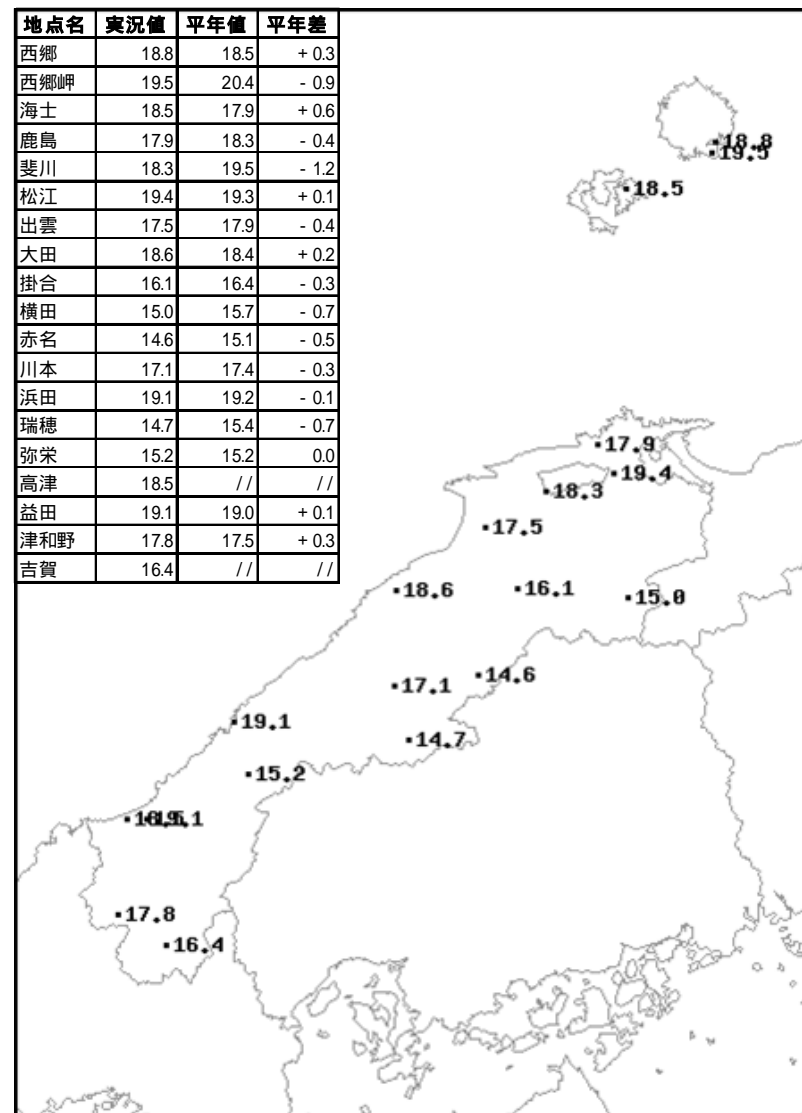 地点名 実況値 平年値 平年差
西郷 18.8 18.5 + 0.3
西郷岬 19.5 20.4 - 0.9
海士 18.5 17.9 + 0.6
鹿島 17.9 18.3 - 0.4
斐川 18.3 19.5 - 1.2
松江 19.4 19.3 + 0.1
出雲 17.5 17.9 - 0.4
大田 18.6 18.4 + 0.2
掛合 16.1 16.4 - 0.3
横田 15.0 15.7 - 0.7
赤名 14.6 15.1 - 0.5
川本 17.1 17.4 - 0.3
浜田 19.1 19.2 - 0.1
瑞穂 14.7 15.4 - 0.7
弥栄 15.2 15.2 0.0
高津 18.5 // //
益田 19.1 19.0 + 0.1
津和野 17.8 17.5 + 0.3
吉賀 16.4 // //
18.8
19.5
18.5
17.9
19.4
18.3
17.5
18.6
16.1
15.0
14.6
17.1
19.1
14.7
15.2
17.8
16.4